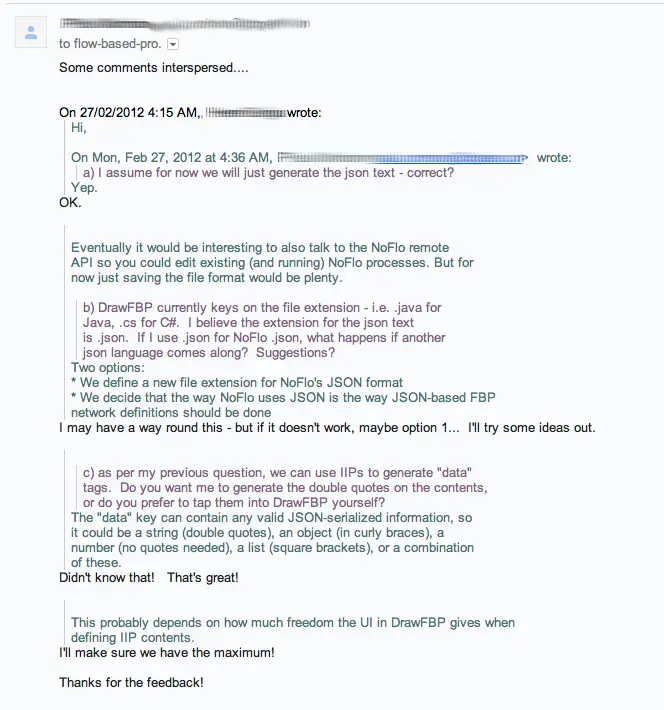 to flow-based-pro.
Some comments interspersed....
On 27/02/2012 4:15 AM,, wrote:
Hi,
On Mon, Feb 27, 2012 at 4:36 AM, wrote:
a) I assume for now we will just generate the json text - correct?
Yep.
OK.
Eventually it would be interesting to also talk to the NoFlo remote
API so you could edit existing (and running) NoFlo processes. But for
now just saving the file format would be plenty.
b) DrawFBP currently keys on the file extension - i.e. .java for
Java, .cs for C#.  I believe the extension for the json text
is .json.  If I use .json for NoFlo .json, what happens if another
json language comes along?  Suggestions?
Two options:
* We define a new file extension for NoFlo's JSON format
* We decide that the way NoFlo uses JSON is the way JSON-based FBP
network definitions should be done
I may have a way round this - but if it doesn't work, maybe option 1...  I'll try some ideas out.
c) as per my previous question, we can use IIPs to generate "data"
tags.  Do you want me to generate the double quotes on the contents,
or do you prefer to tap them into DrawFBP yourself?
The "data" key can contain any valid JSON-serialized information, so
it could be a string (double quotes), an object (in curly braces), a
number (no quotes needed), a list (square brackets), or a combination
of these.
Didn't know that!   That's great!
This probably depends on how much freedom the UI in DrawFBP gives when
defining IIP contents.
I'll make sure we have the maximum!
Thanks for the feedback!